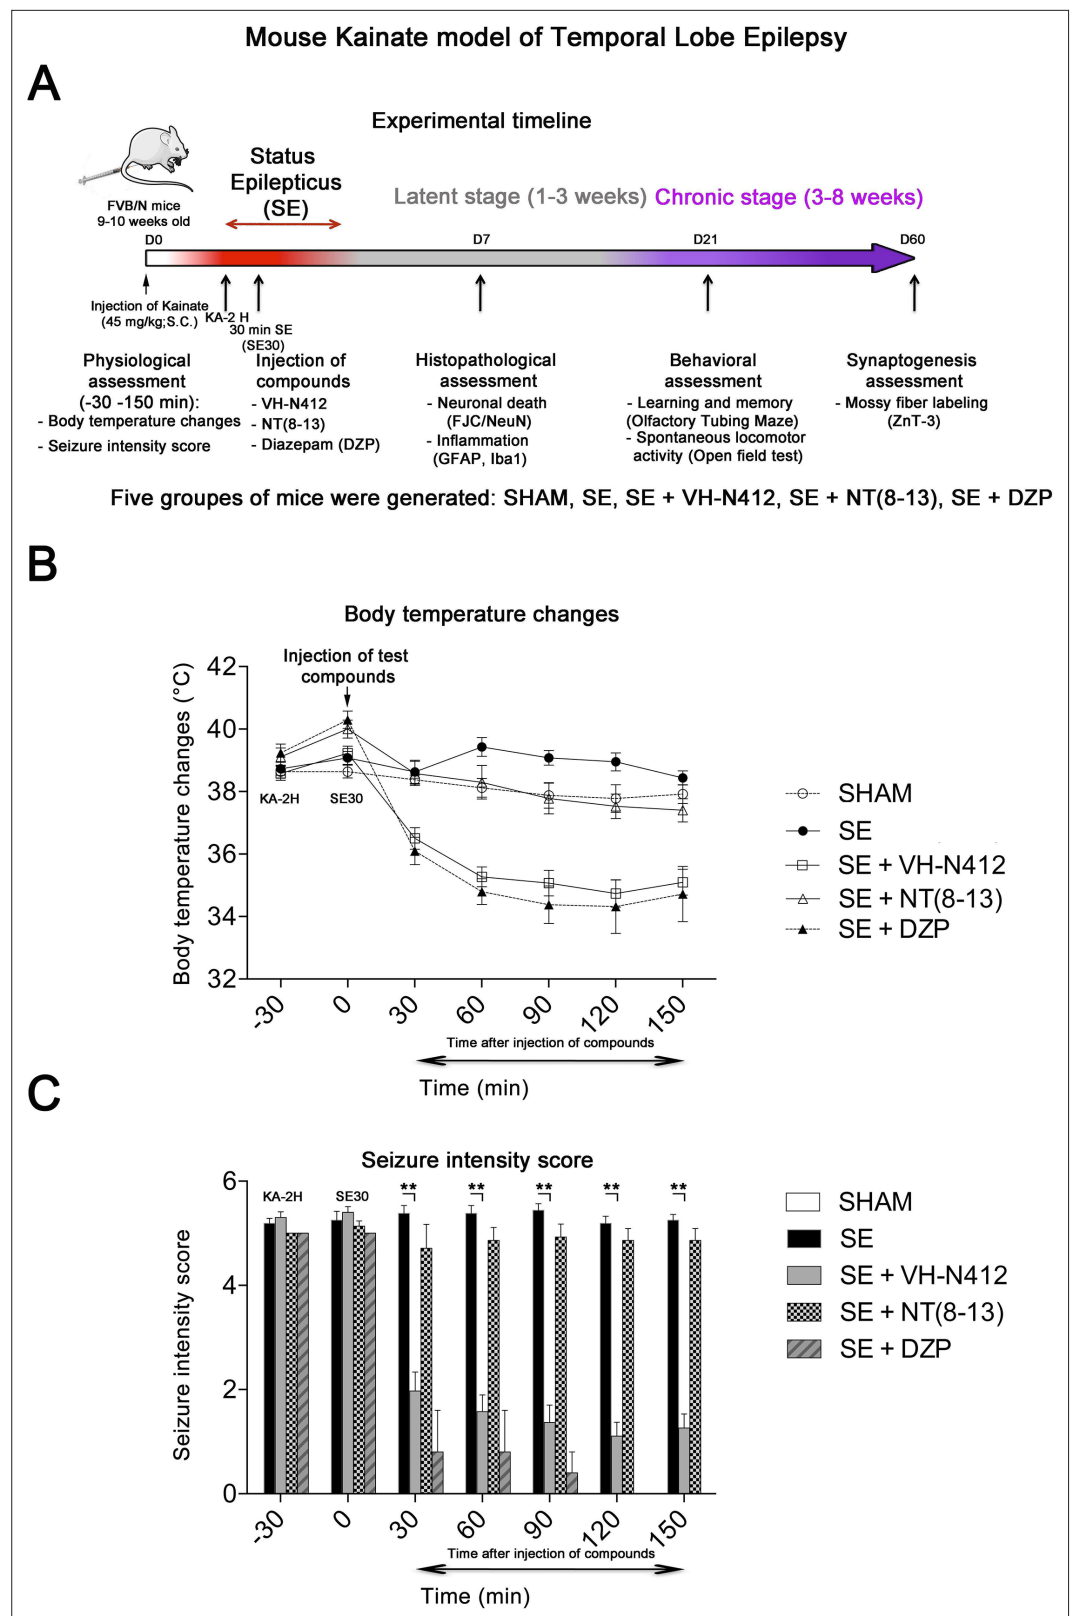 Mouse Kainate model of Temporal Lobe Epilepsy
A
Experimental timeline
Status
Epilepticus
(SE)
Latent stage (1-3 weeks)
Chronic stage (3-8 weeks)
FVB/N mice
9-10 weeks old
D0
D7
D21
D60
Injection of Kainate
(45 mg/kg;S.C.)
KA-2 H
30 min SE
(SE30)
Physiological
assessment
(-30 -150 min):
- Body temperature changes
- Seizure intensity score
Injection of
compounds
- VH-N412
- NT(8-13)
- Diazepam (DZP)
Histopathological
assessment
- Neuronal death
(FJC/NeuN)
- Inflammation
(GFAP, Iba1)
Behavioral
assessment
- Learning and memory
(Olfactory Tubing Maze)
- Spontaneous locomotor
activity (Open field test)
Synaptogenesis
assessment
- Mossy fiber labeling
(ZnT-3)
Five groupes of mice were generated: SHAM, SE, SE + VH-N412, SE + NT(8-13), SE + DZP
B
Body temperature changes
Injection of test
compounds
Body temperature changes (°C)
42
40
38
36
34
32
KA-2H
SE30
-30
0
30
60
90
120
150
Time after injection of compounds
Time (min)
SHAM
SE
SE + VH-N412
SE + NT(8-13)
SE + DZP
C
Seizure intensity score
Seizure intensity score
6
4
2
0
KA-2H
SE30
**
**
**
**
**
-30
0
30
60
90
120
150
Time after injection of compounds
Time (min)
SHAM
SE
SE + VH-N412
SE + NT(8-13)
SE + DZP